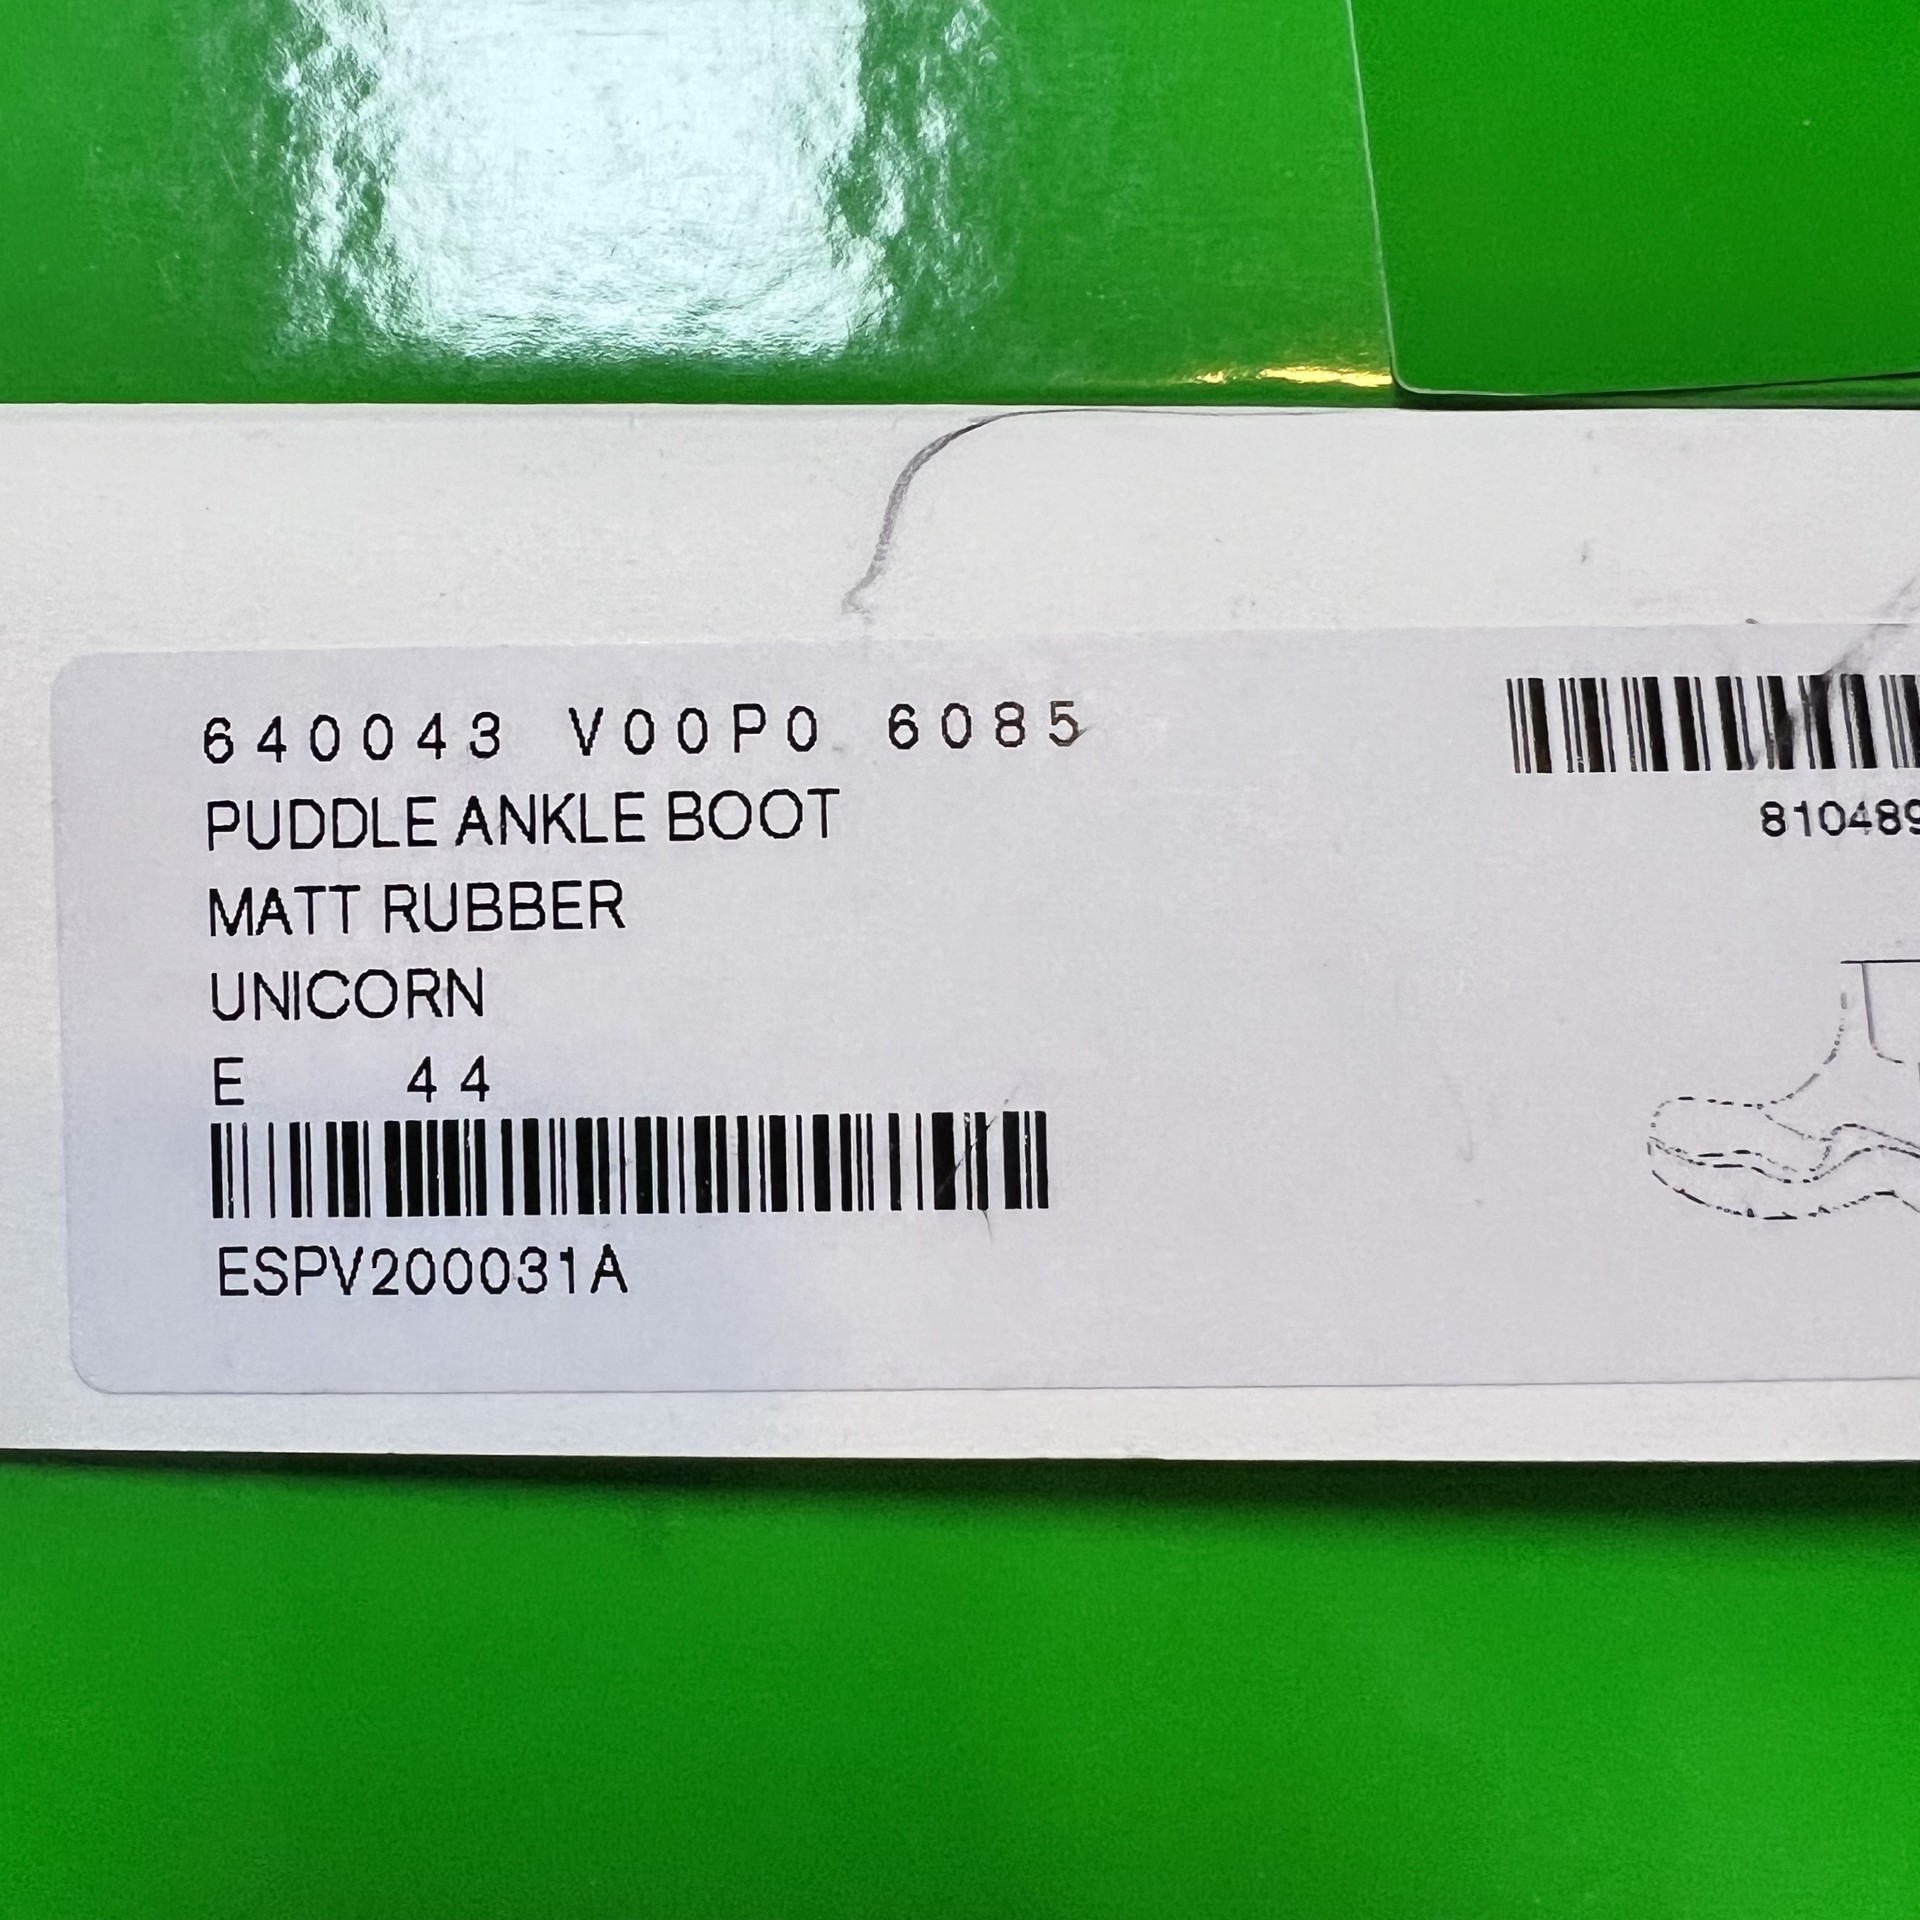 640043 V00P0 6085
PUDDLE ANKLE BOOT
MATT RUBBER
UNICORN
E 44
ESPV200031A
810489